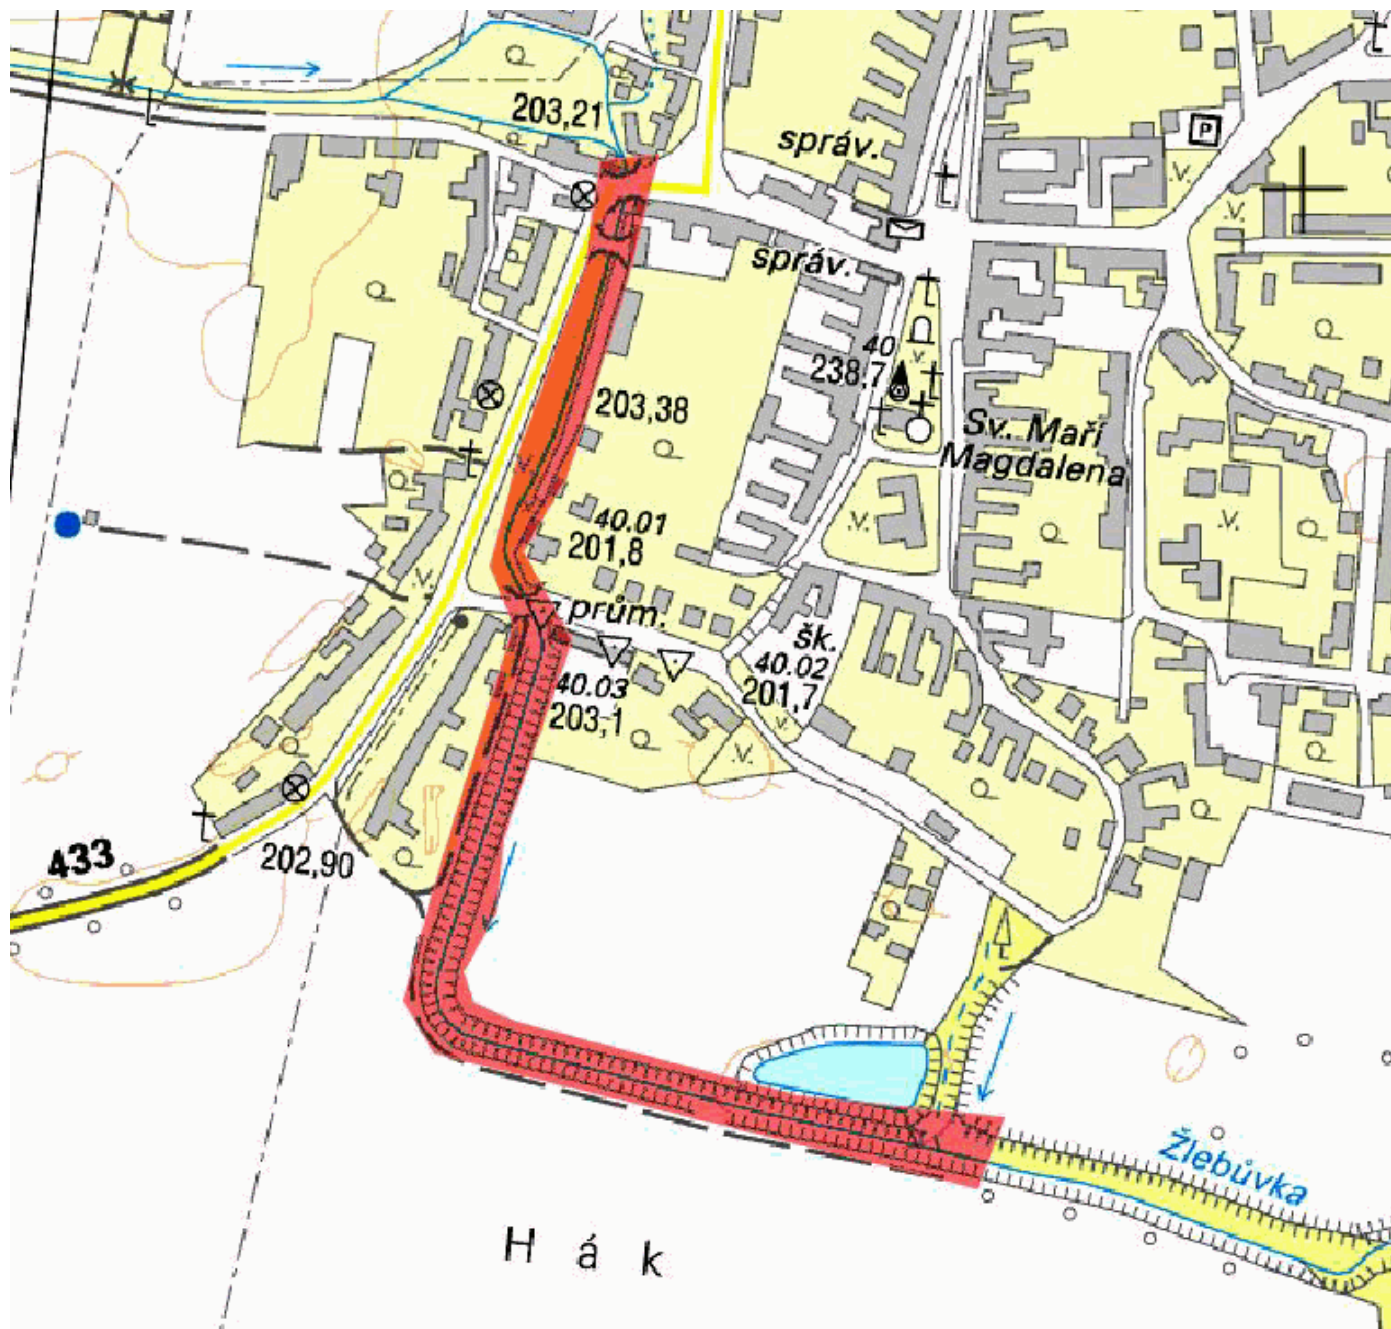 203,21
správ.
P
správ.
40
238,7
203,38
Sv. Maří
Magdalena
40.01
201,8
prům.
šk.
40.02
201,7
40.03
203,1
433
202,90
Žlebůvka
H á k